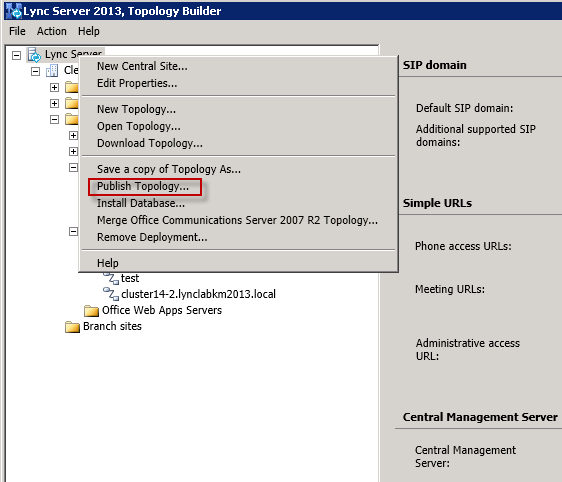 Lync Server 2013, Topology Builder
File Action Help
Lync Server
Cle
New Central Site...
Edit Properties...
New Topology...
Open Topology...
Download Topology...
Save a copy of Topology As...
Publish Topology...
Install Database...
Merge Office Communications Server 2007 R2 Topology...
Remove Deployment...
Help
test
cluster14-2.lynclabkm2013.local
Office Web Apps Servers
Branch sites
SIP domain
Default SIP domain:
Additional supported SIP
domains:
Simple URLs
Phone access URLs:
Meeting URLs:
Administrative access
URL:
Central Management Server
Central Management
Server: